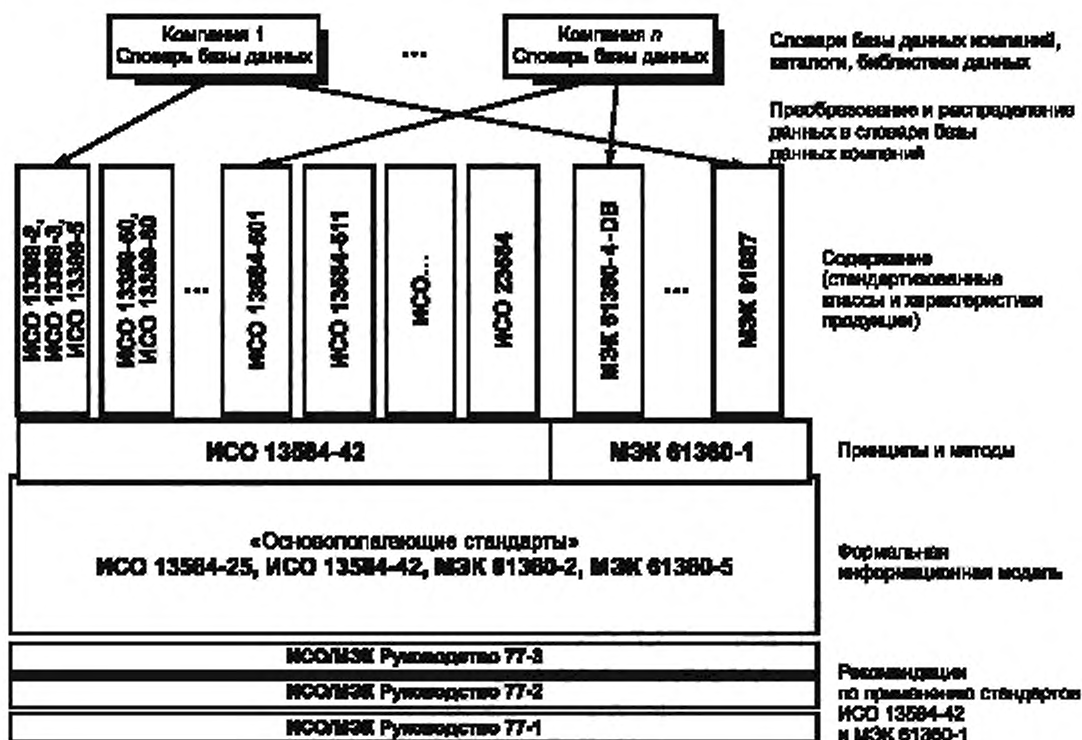 Компания 1
Словарь базы данных
...
Компания n
Словарь базы данных
Словари базы данных компаний,
каталоги, библиотеки данных
Преобразование и распределение
данных в словари базы
данных компаний
ИСО 13399-2,
ИСО 13399-3,
ИСО 13399-5
ИСО 13399-60,
ИСО 13399-50
...
ИСО 13584-501
ИСО 13584-511
ИСО...
ИСО 23584
МЭК 61360-4-DB
...
МЭК 61987
Содержание
(стандартизованные
классы и характеристики
продукции)
ИСО 13584-42
МЭК 61360-1
Принципы и методы
«Основополагающие стандарты»
ИСО 13584-25, ИСО 13584-42, МЭК 61360-2, МЭК 61360-5
Формальная
информационная модель
ИСО/МЭК Руководство 77-3
ИСО/МЭК Руководство 77-2
ИСО/МЭК Руководство 77-1
Рекомендации
по применению стандартов
ИСО 13584-42
и МЭК 61360-1